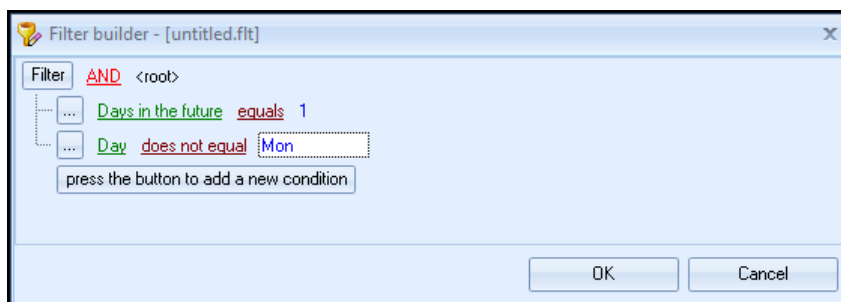 Filter builder - [untitled.flt] x
Filter AND <root>
... Days in the future equals 1
... Day does not equal Mon
press the button to add a new condition
OK Cancel